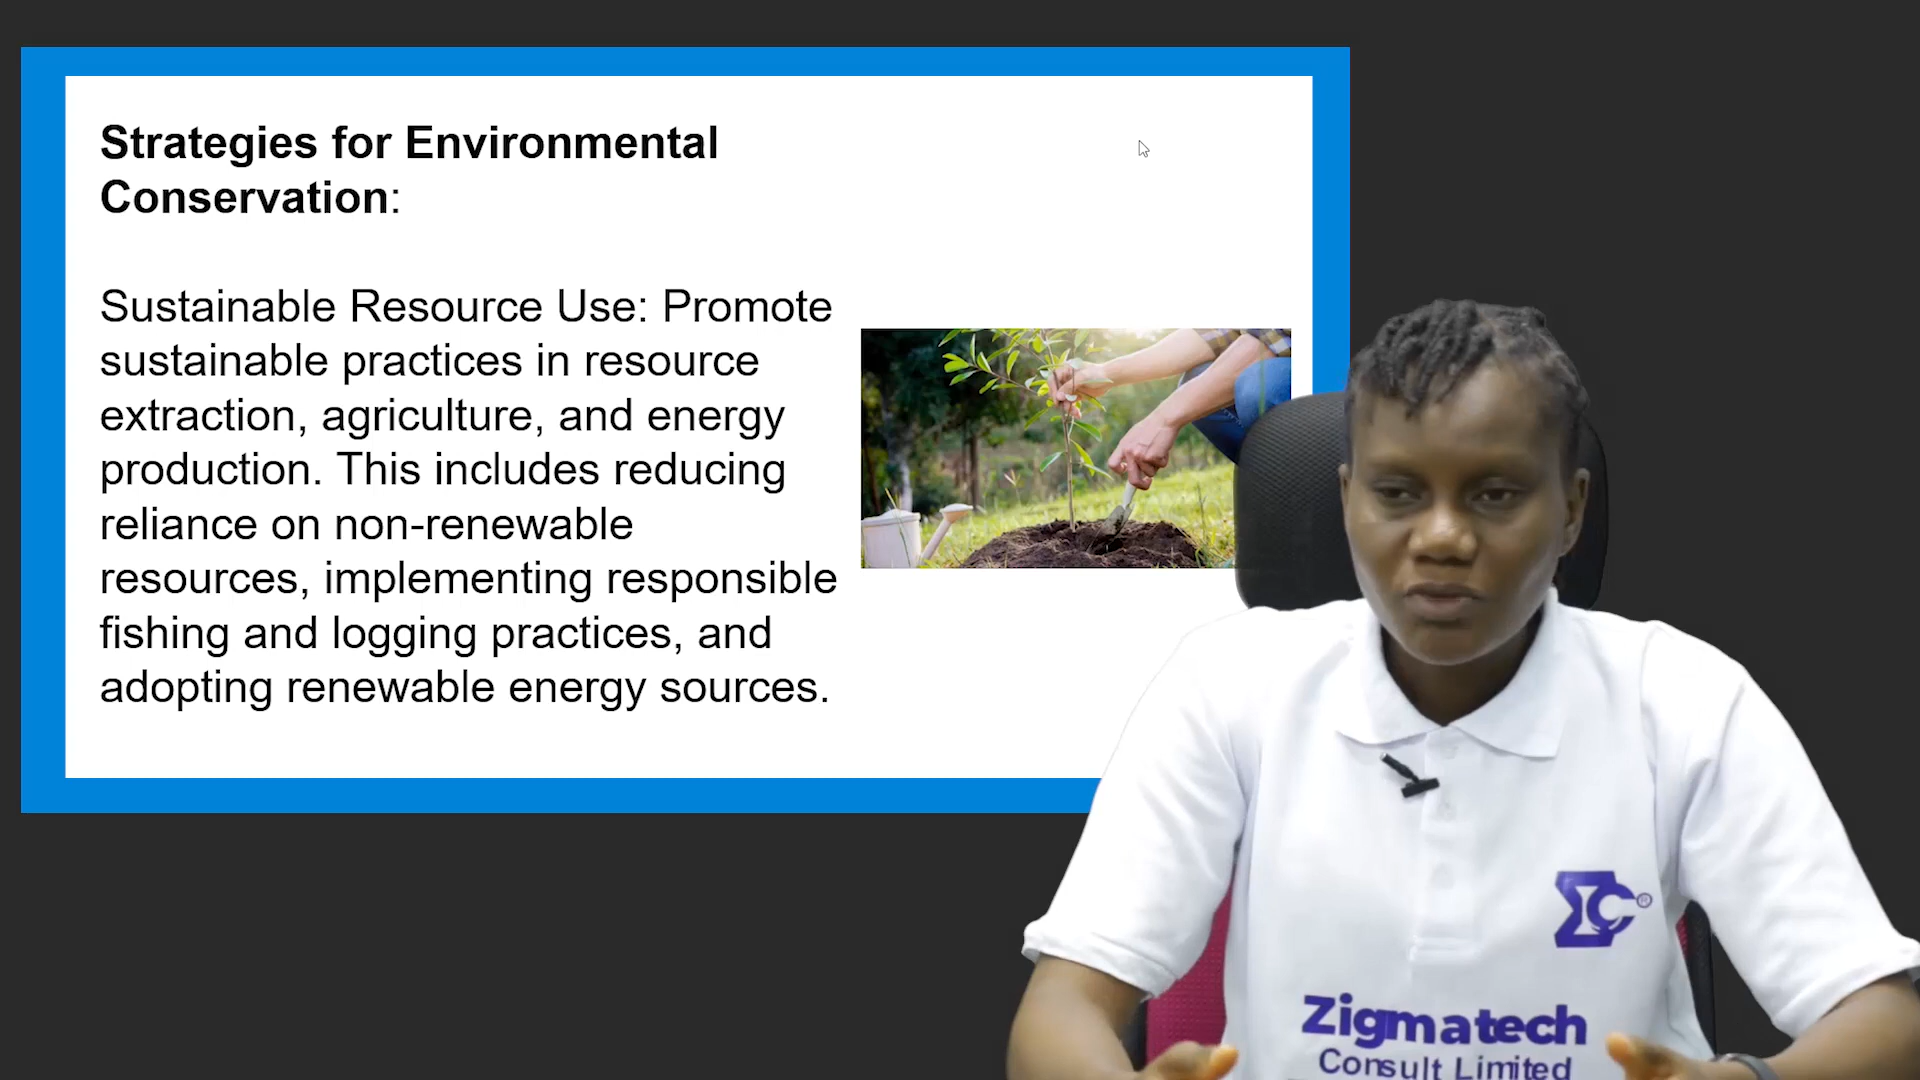 Strategies for Environmental
Conservation:
Sustainable Resource Use: Promote
sustainable practices in resource
extraction, agriculture, and energy
production. This includes reducing
reliance on non-renewable
resources, implementing responsible
fishing and logging practices, and
adopting renewable energy sources.
Zigmatech
Consult Limited